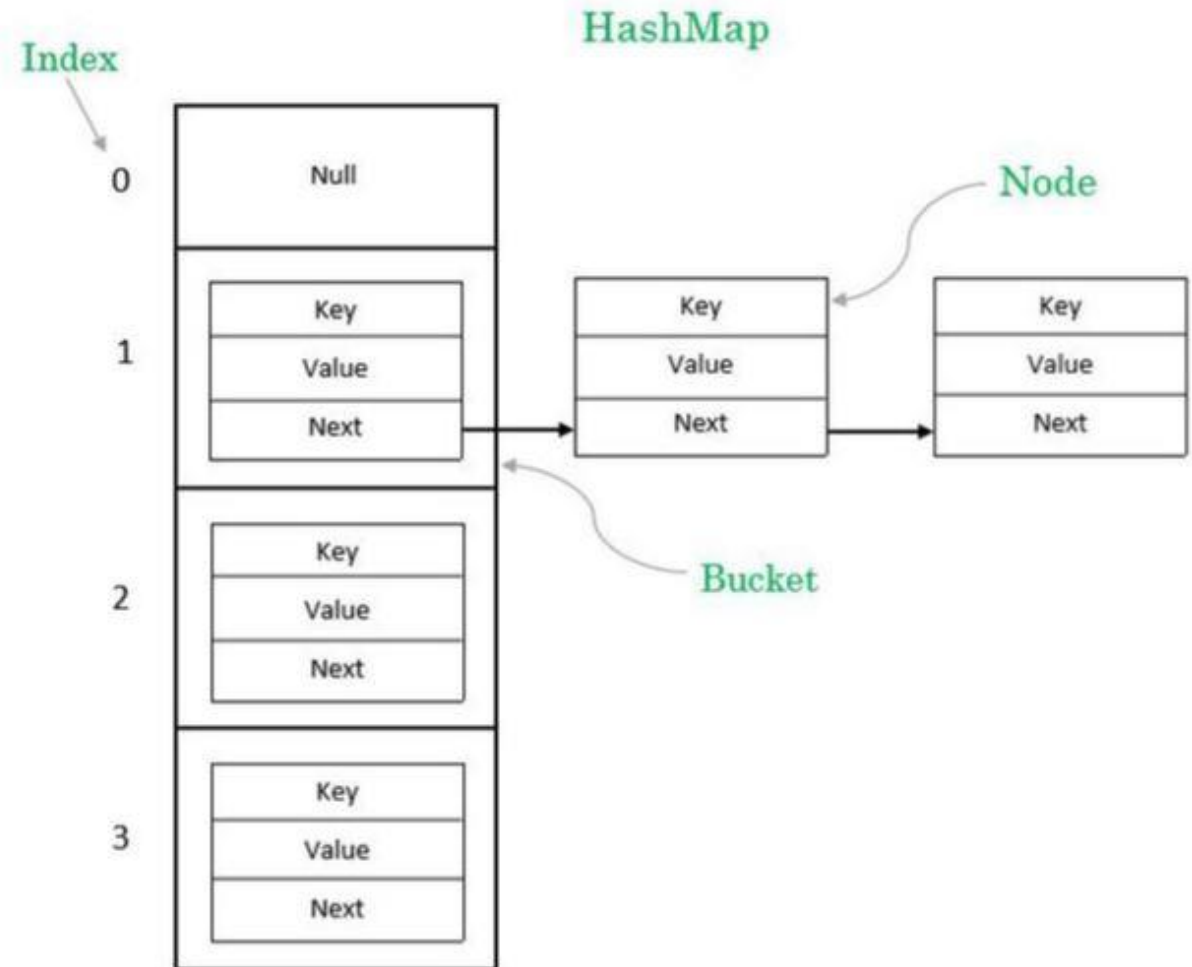 HashMap
Index
0
Null
Node
1
Key
Value
Next
Key
Value
Next
Key
Value
Next
Bucket
2
Key
Value
Next
3
Key
Value
Next